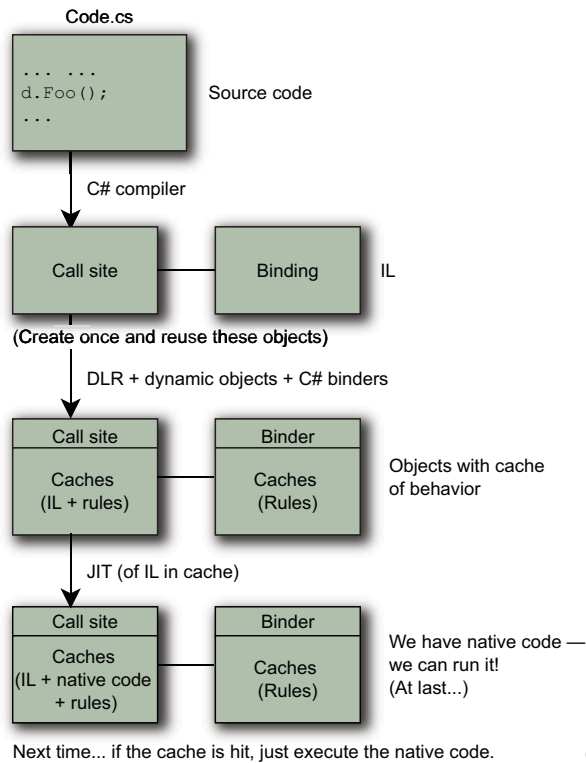 Code.cs
... ...
d.Foo();
...
Source code
C# compiler
Call site
Binding
IL
(Create once and reuse these objects)
DLR + dynamic objects + C# binders
Call site
Caches
(IL + rules)
Binder
Caches
(Rules)
Objects with cache
of behavior
JIT (of IL in cache)
Call site
Caches
(IL + native code
+ rules)
Binder
Caches
(Rules)
We have native code —
we can run it!
(At last...)
Next time... if the cache is hit, just execute the native code.